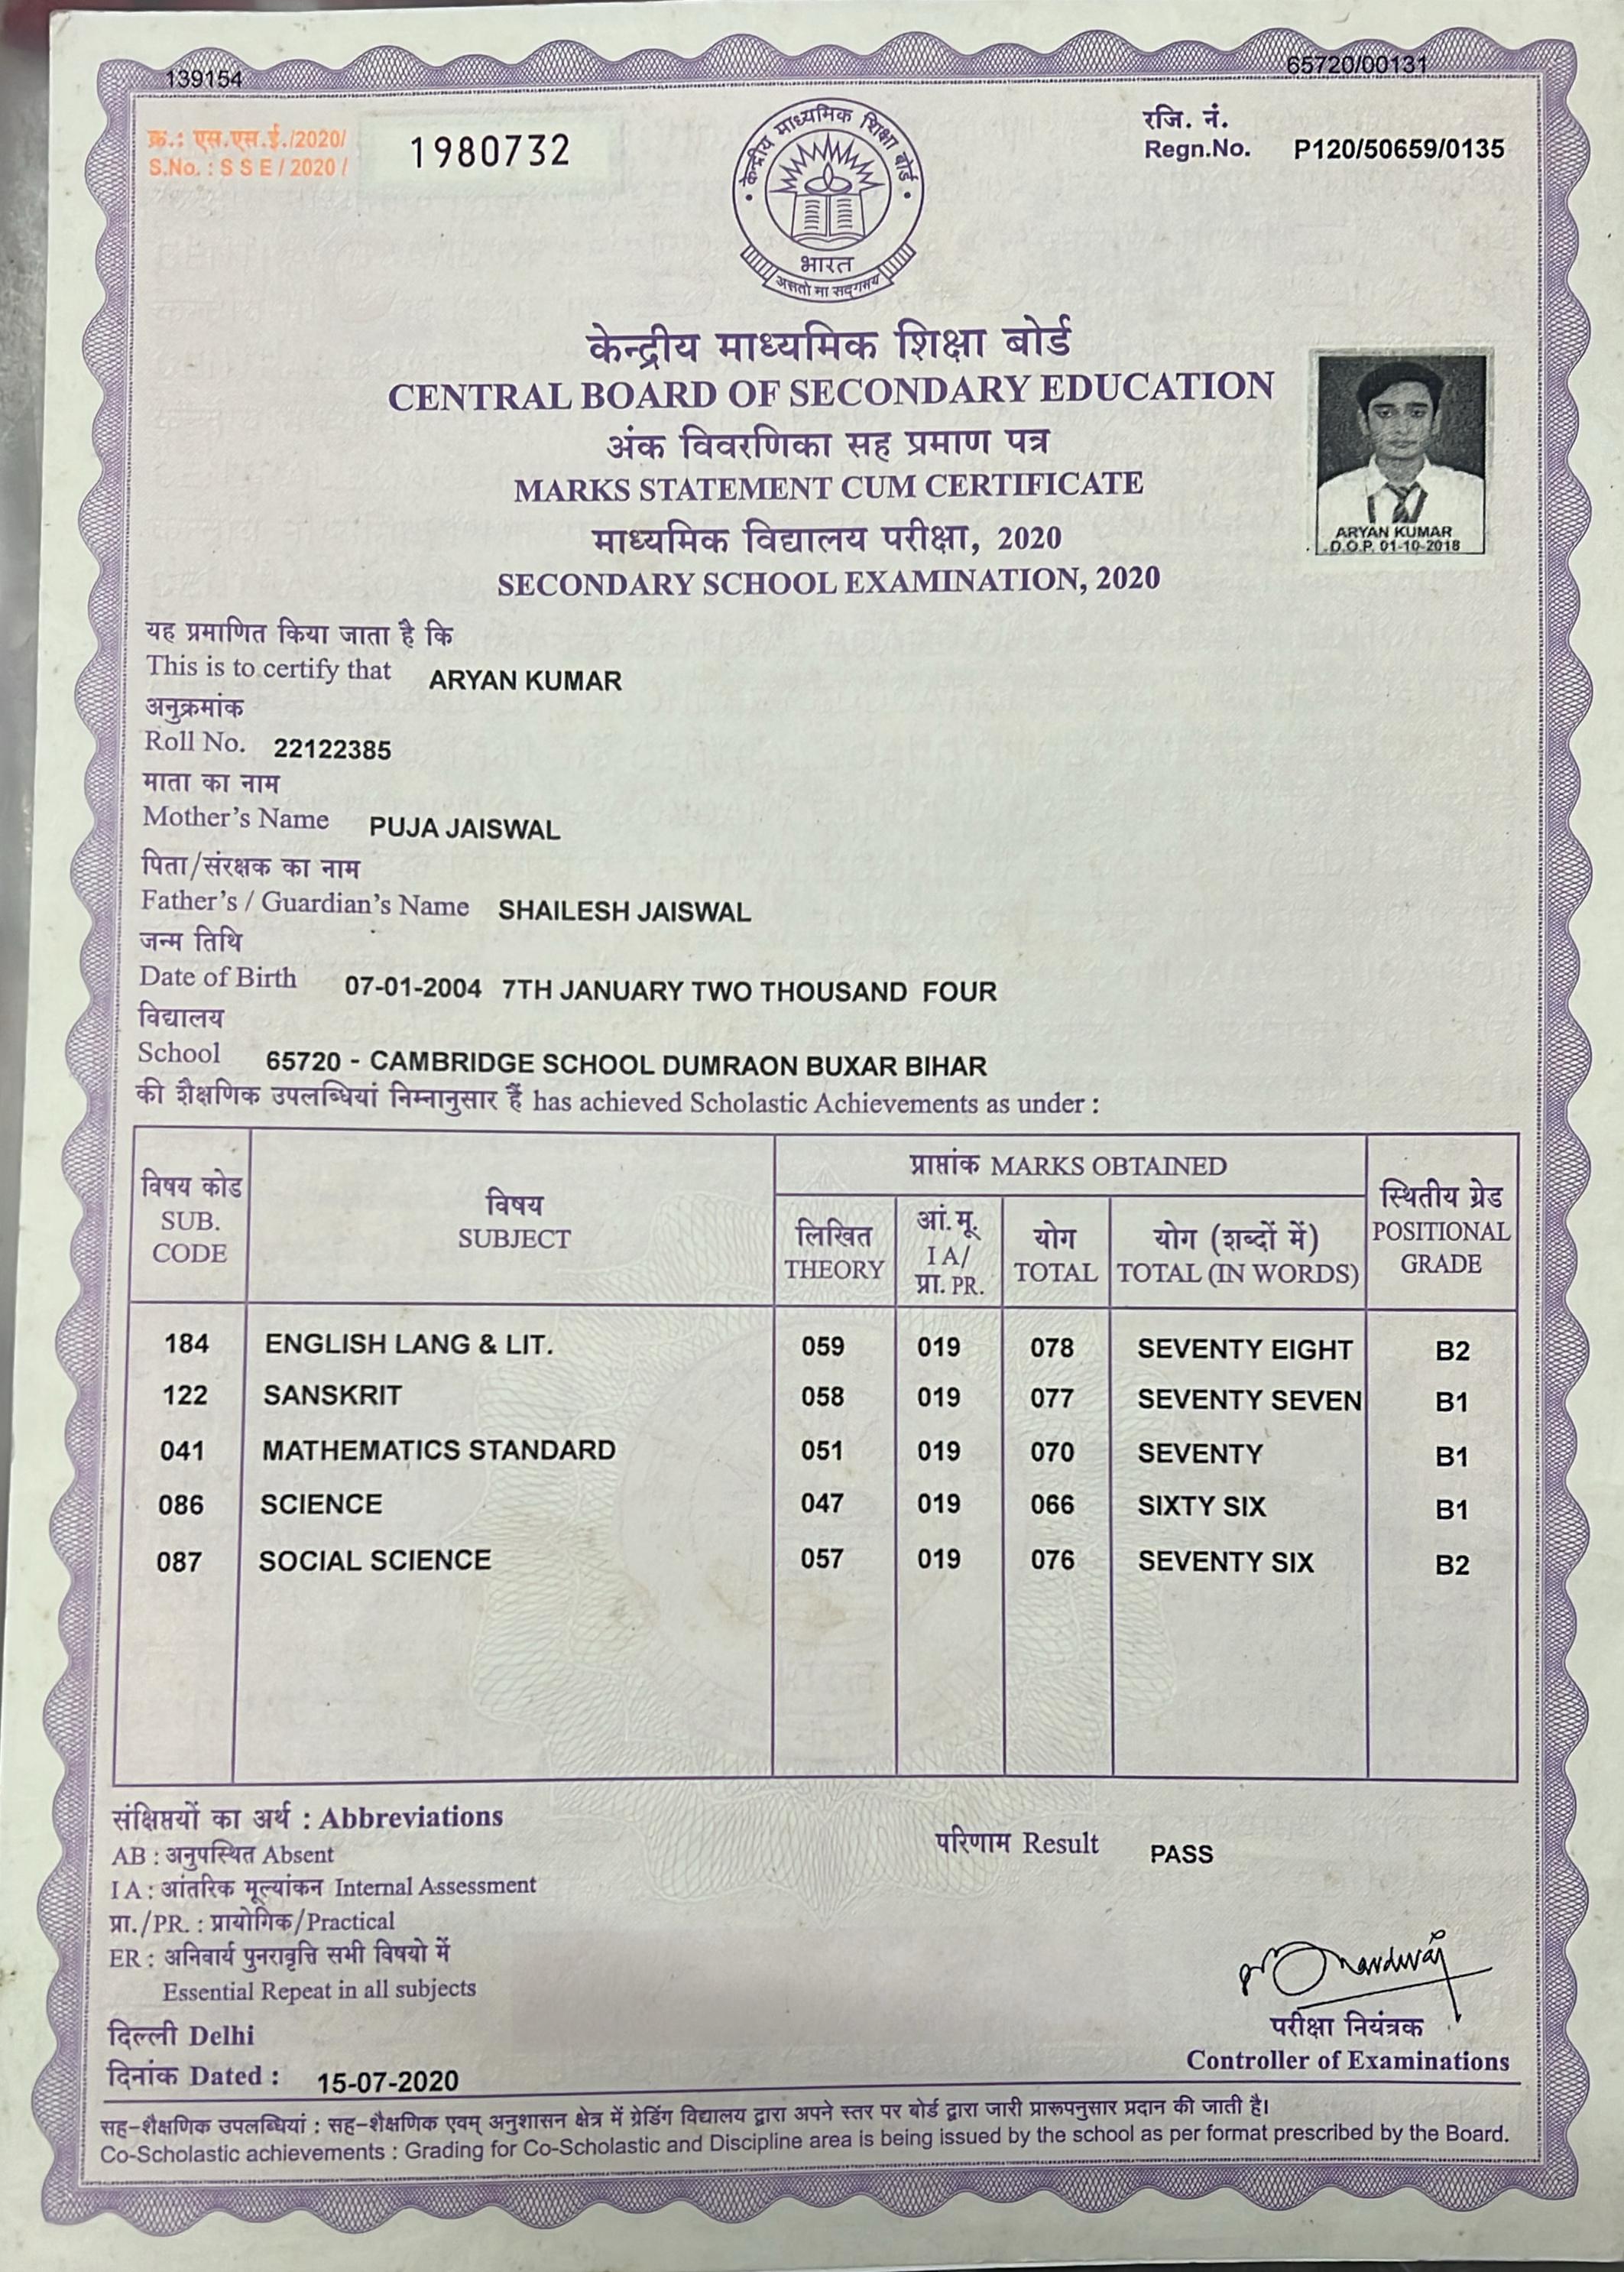 139154
65720/00131
क्र.: एस.एस.ई./2020/
S.No. : S S E / 2020 /
1980732
रजि. नं.
Regn.No. P120/50659/0135
केन्द्रीय माध्यमिक शिक्षा बोर्ड
भारत
असतो मा सद्गमय
केन्द्रीय माध्यमिक शिक्षा बोर्ड
CENTRAL BOARD OF SECONDARY EDUCATION
अंक विवरणिका सह प्रमाण पत्र
MARKS STATEMENT CUM CERTIFICATE
माध्यमिक विद्यालय परीक्षा, 2020
SECONDARY SCHOOL EXAMINATION, 2020
ARYAN KUMAR
D.O.P. 01-10-2018
यह प्रमाणित किया जाता है कि
This is to certify that ARYAN KUMAR
अनुक्रमांक
Roll No. 22122385
माता का नाम
Mother's Name PUJA JAISWAL
पिता/संरक्षक का नाम
Father's / Guardian's Name SHAILESH JAISWAL
जन्म तिथि
Date of Birth 07-01-2004 7TH JANUARY TWO THOUSAND FOUR
विद्यालय
School 65720 - CAMBRIDGE SCHOOL DUMRAON BUXAR BIHAR
की शैक्षणिक उपलब्धियां निम्नानुसार हैं has achieved Scholastic Achievements as under :
विषय कोड
SUB.
CODE
विषय
SUBJECT
प्राप्तांक MARKS OBTAINED
लिखित
THEORY
आं.मू.
I A/
प्रा. PR.
योग
TOTAL
योग (शब्दों में)
TOTAL (IN WORDS)
स्थितीय ग्रेड
POSITIONAL
GRADE
184 ENGLISH LANG & LIT. 059 019 078 SEVENTY EIGHT B2
122 SANSKRIT 058 019 077 SEVENTY SEVEN B1
041 MATHEMATICS STANDARD 051 019 070 SEVENTY B1
086 SCIENCE 047 019 066 SIXTY SIX B1
087 SOCIAL SCIENCE 057 019 076 SEVENTY SIX B2
संक्षिप्तयों का अर्थ : Abbreviations
AB : अनुपस्थित Absent
I A : आंतरिक मूल्यांकन Internal Assessment
प्रा./PR. : प्रायोगिक/Practical
ER : अनिवार्य पुनरावृत्ति सभी विषयो में
Essential Repeat in all subjects
परिणाम Result PASS
दिल्ली Delhi
दिनांक Dated : 15-07-2020
परीक्षा नियंत्रक
Controller of Examinations
सह-शैक्षणिक उपलब्धियां : सह-शैक्षणिक एवम् अनुशासन क्षेत्र में ग्रेडिंग विद्यालय द्वारा अपने स्तर पर बोर्ड द्वारा जारी प्रारूपनुसार प्रदान की जाती है।
Co-Scholastic achievements : Grading for Co-Scholastic and Discipline area is being issued by the school as per format prescribed by the Board.